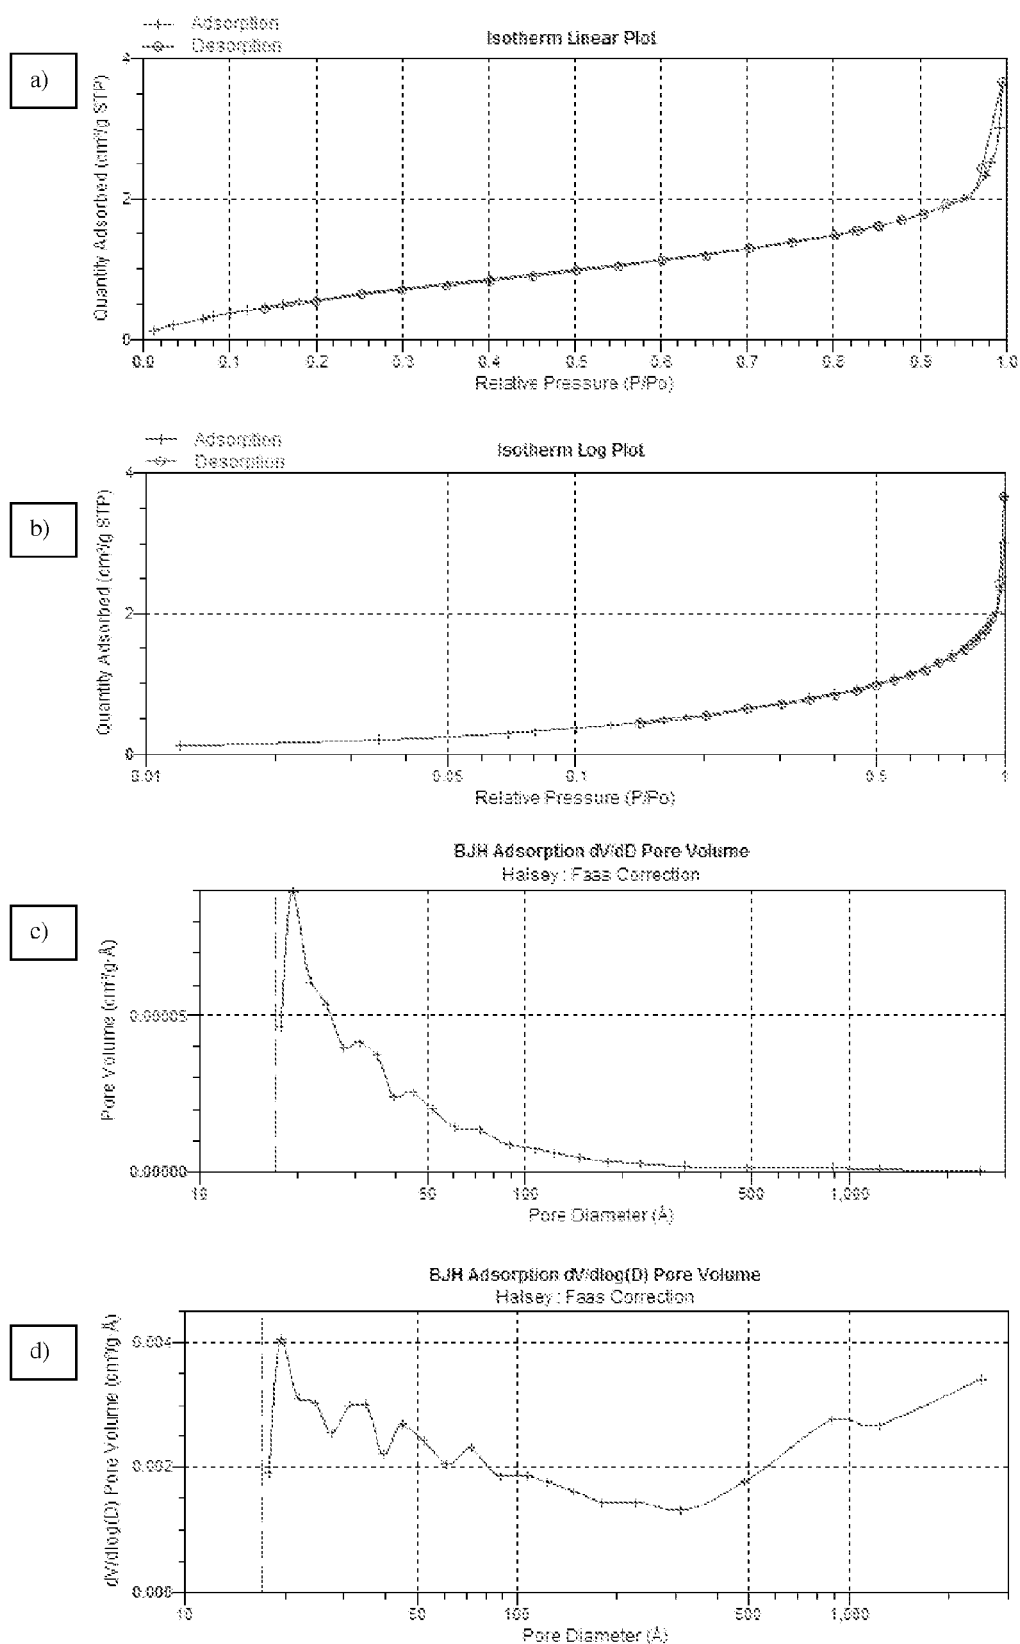 Adsorption
Desorption
Isotherm Linear Plot
a)
Quantity Adsorbed (cm³/g STP)
4
2
0
0.0 0.1 0.2 0.3 0.4 0.5 0.6 0.7 0.8 0.9 1.0
Relative Pressure (P/Po)
Adsorption
Desorption
Isotherm Log Plot
b)
Quantity Adsorbed (cm³/g STP)
4
2
0
0.01 0.05 0.1 0.5 1
Relative Pressure (P/Po)
BJH Adsorption dV/dD Pore Volume
Halsey : Faas Correction
c)
Pore Volume (cm³/g·Å)
0.00005
0.00000
10 50 100 500 1,000
Pore Diameter (Å)
BJH Adsorption dV/dlog(D) Pore Volume
Halsey : Faas Correction
d)
dV/dlog(D) Pore Volume (cm³/g·Å)
0.004
0.002
0.000
10 50 100 500 1,000
Pore Diameter (Å)